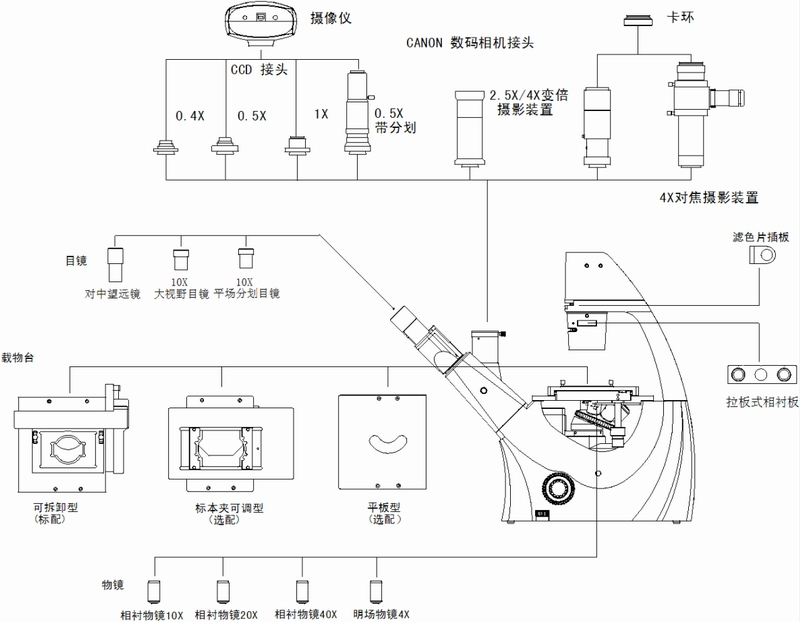 摄像仪
卡环
CANON 数码相机接头
CCD 接头
0.4X
0.5X
1X
0.5X
带分划
2.5X/4X变倍
摄影装置
4X对焦摄影装置
滤色片插板
目镜
对中望远镜
10X
大视野目镜
10X
平场分划目镜
载物台
拉板式相衬板
可拆卸型
(标配)
标本夹可调型
(选配)
平板型
(选配)
物镜
相衬物镜10X
相衬物镜20X
相衬物镜40X
明场物镜4X